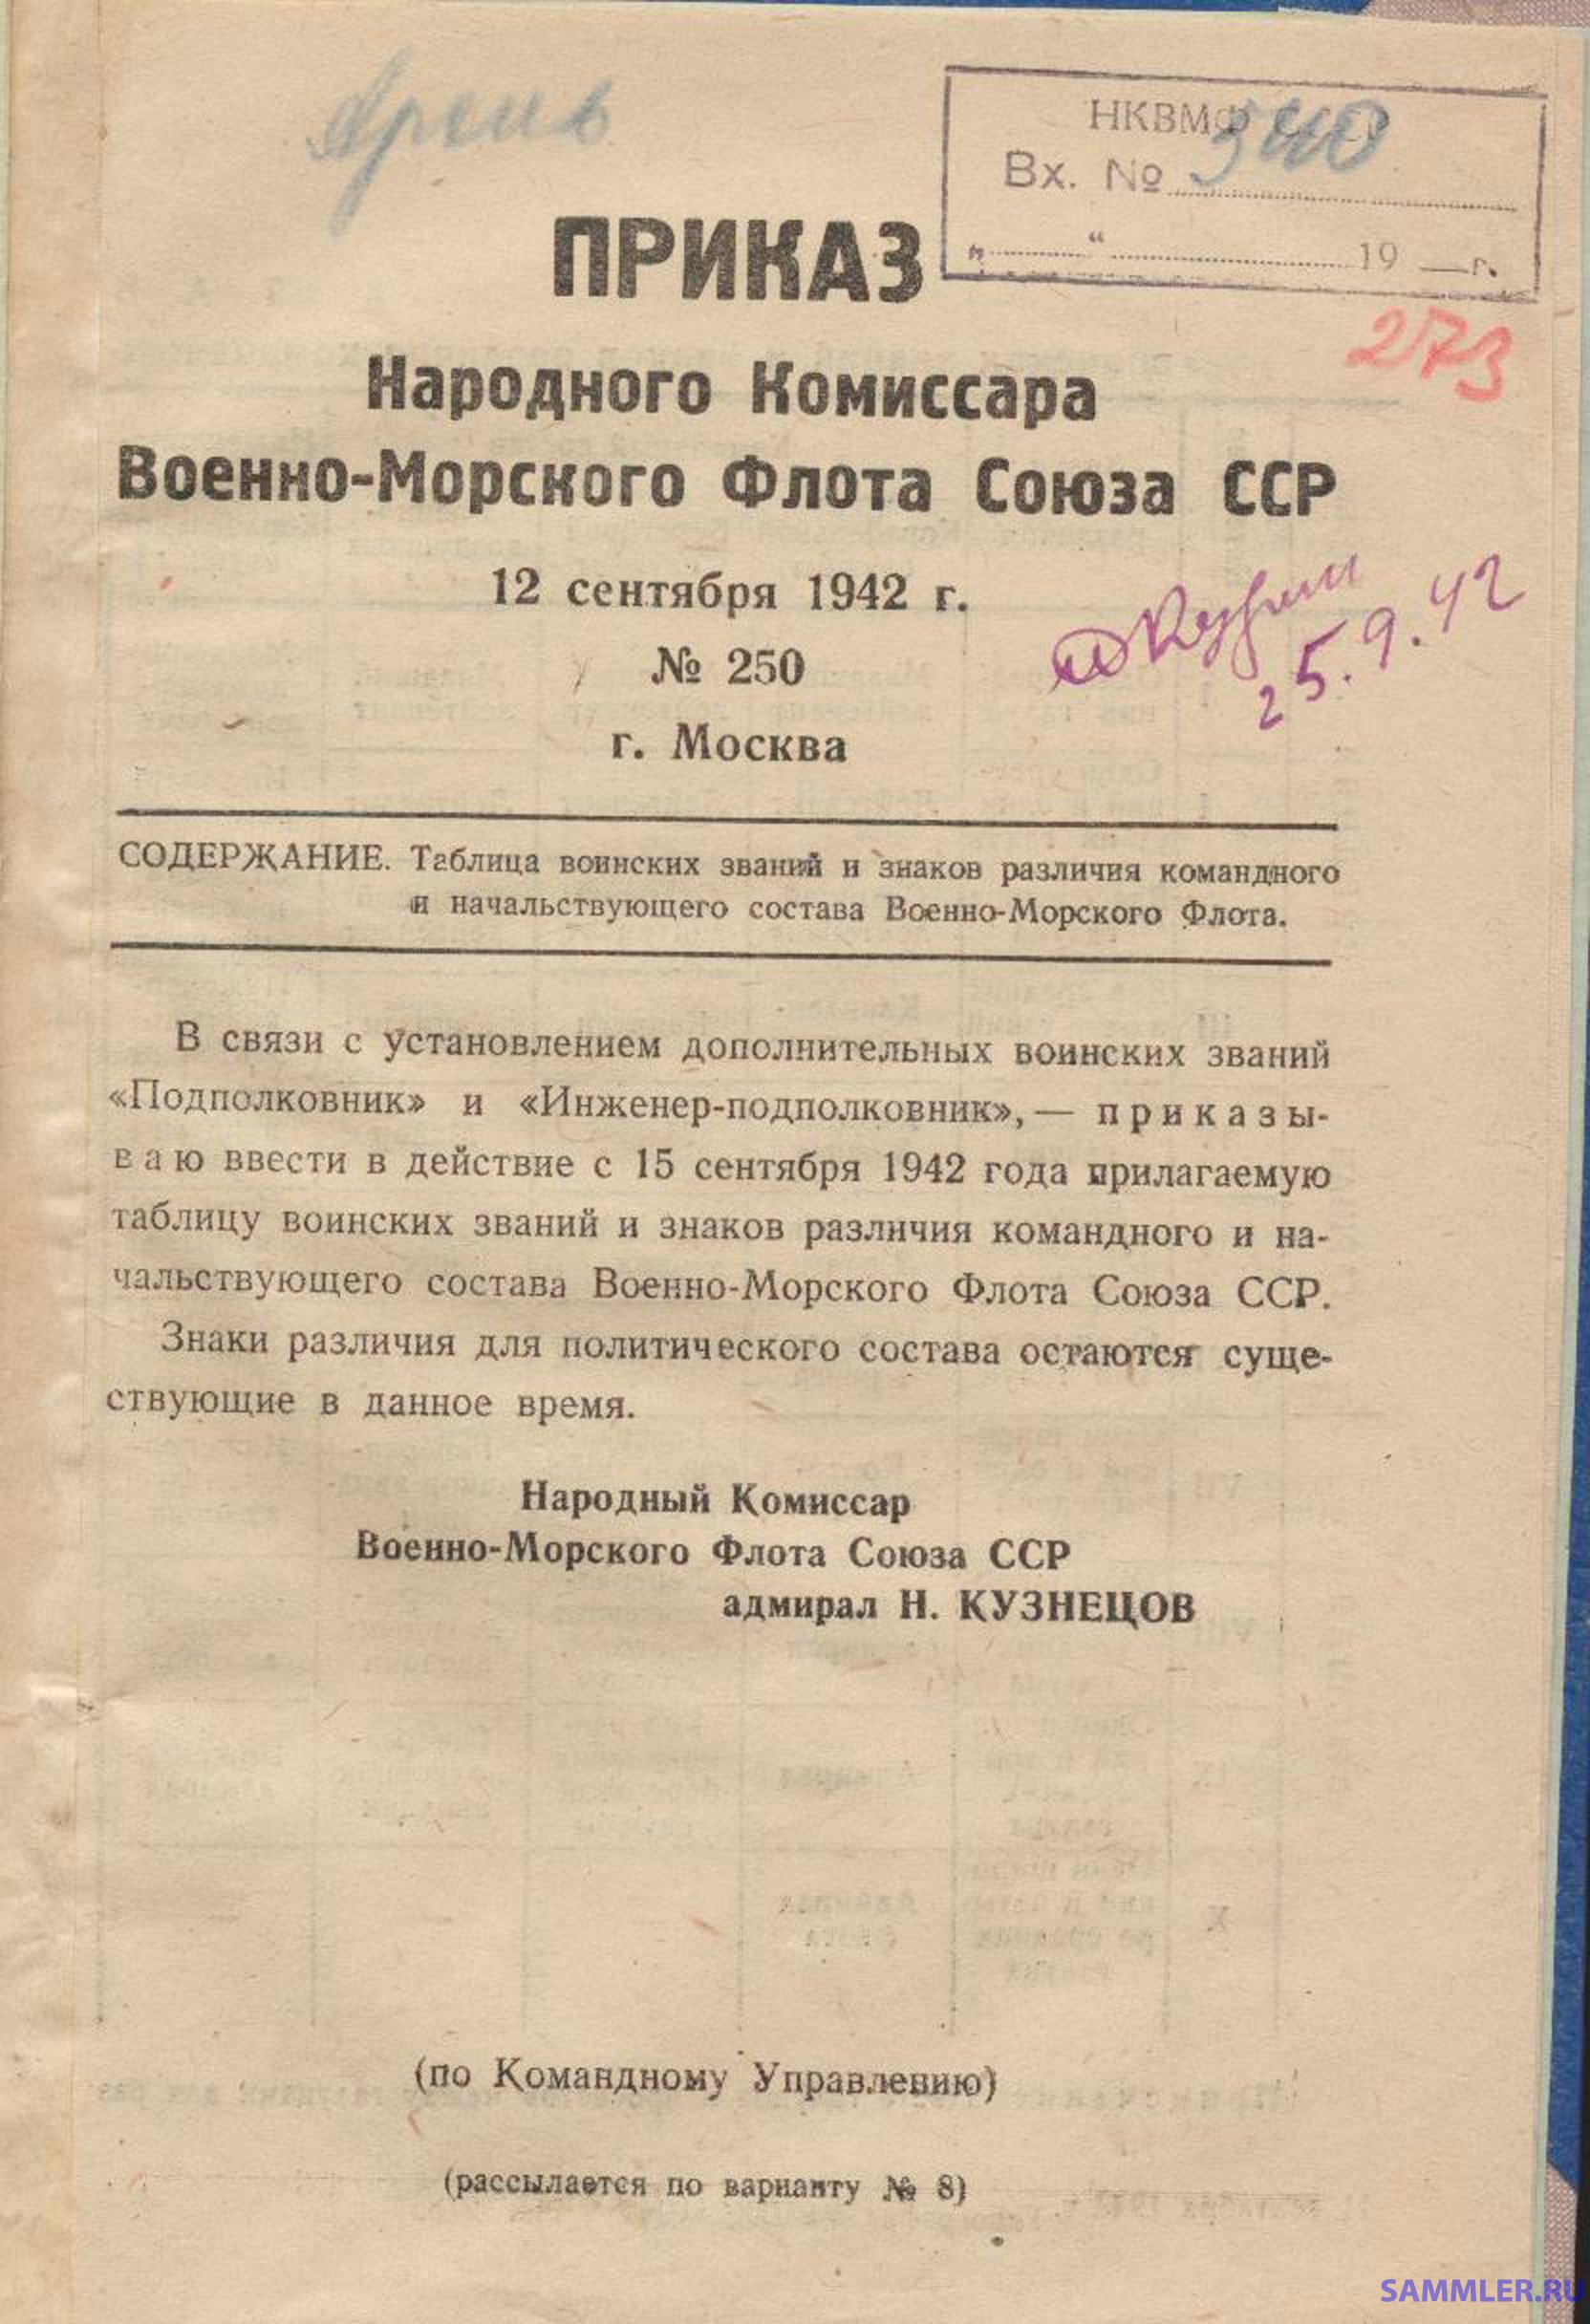 НКВМФ
Вх. № 340
„ “ 19 г.
ПРИКАЗ
273
Народного Комиссара
Военно-Морского Флота Союза ССР
12 сентября 1942 г.
25.9.42
№ 250
г. Москва
СОДЕРЖАНИЕ. Таблица воинских званий и знаков различия командного
и начальствующего состава Военно-Морского Флота.
В связи с установлением дополнительных воинских званий
«Подполковник» и «Инженер-подполковник»,— приказы-
ваю ввести в действие с 15 сентября 1942 года прилагаемую
таблицу воинских званий и знаков различия командного и на-
чальствующего состава Военно-Морского Флота Союза ССР.
Знаки различия для политического состава остаются суще-
ствующие в данное время.
Народный Комиссар
Военно-Морского Флота Союза ССР
адмирал Н. КУЗНЕЦОВ
(по Командному Управлению)
(рассылается по варианту № 8)
SAMMLER.RU